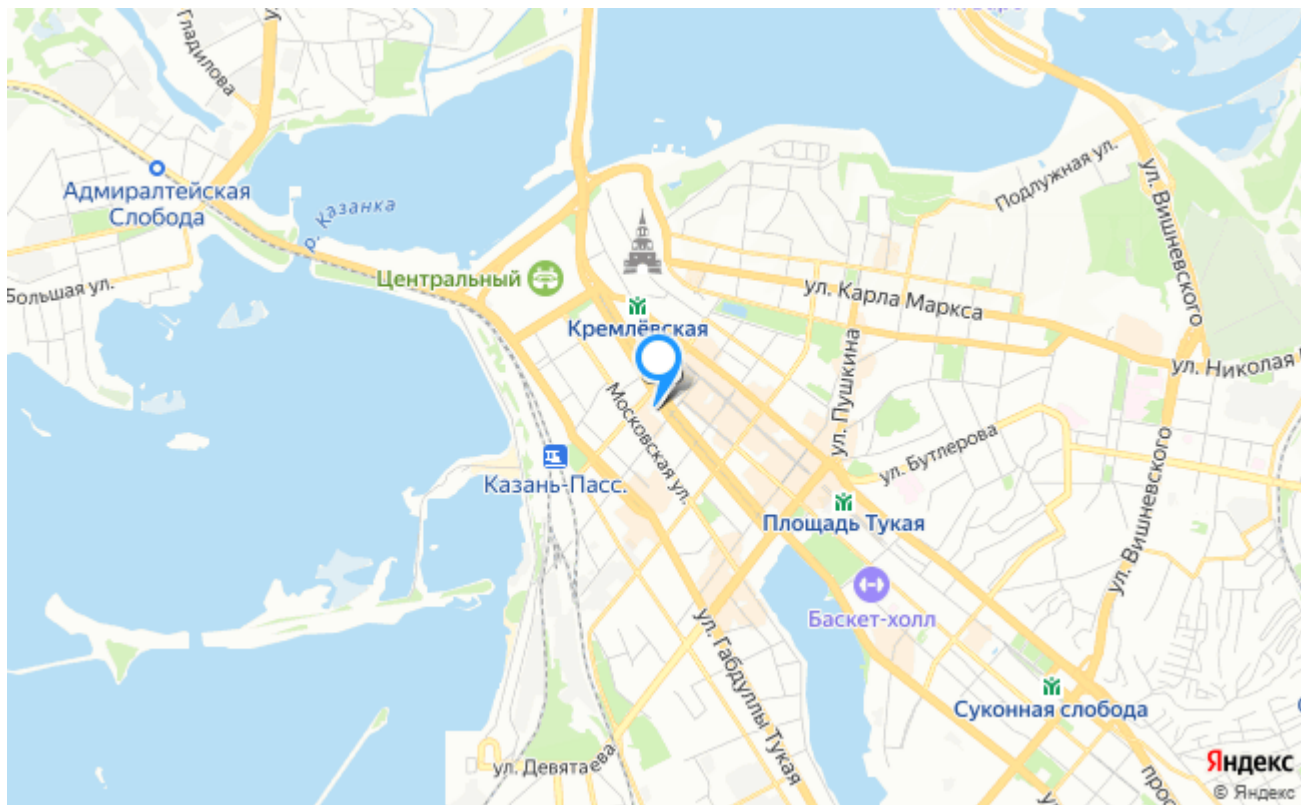 Гладилова
Адмиралтейская
Слобода
р. Казанка
Большая ул.
Центральный
Кремлёвская
Подлужная ул.
ул. Вишневского
ул. Карла Маркса
ул. Николая
ул. Пушкина
Московская ул.
ул. Бутлерова
Казань-Пасс.
Площадь Тукая
ул. Вишневского
Баскет-холл
ул. Габдуллы Тукая
Суконная слобода
ул. Девятаева
Яндекс
© Яндекс